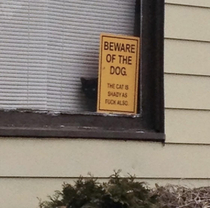 BEWARE
OF THE
DOG.
THE CAT IS
SHADY AS
FUCK ALSO.